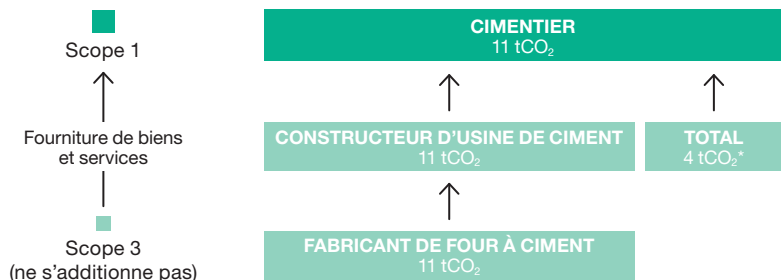 Scope 1
Fourniture de biens
et services
Scope 3
(ne s'additionne pas)
CIMENTIER
11 tCO₂
CONSTRUCTEUR D'USINE DE CIMENT
11 tCO₂
TOTAL
4 tCO₂*
FABRICANT DE FOUR À CIMENT
11 tCO₂